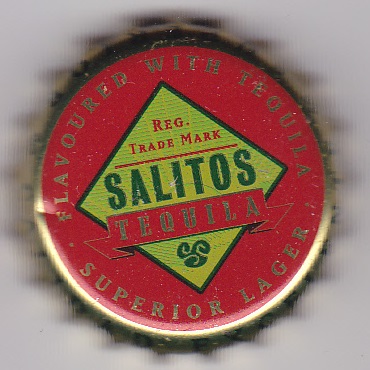 FLAVOURED WITH TEQUILA
REG.
TRADE MARK
SALITOS
TEQUILA
· SUPERIOR LAGER ·